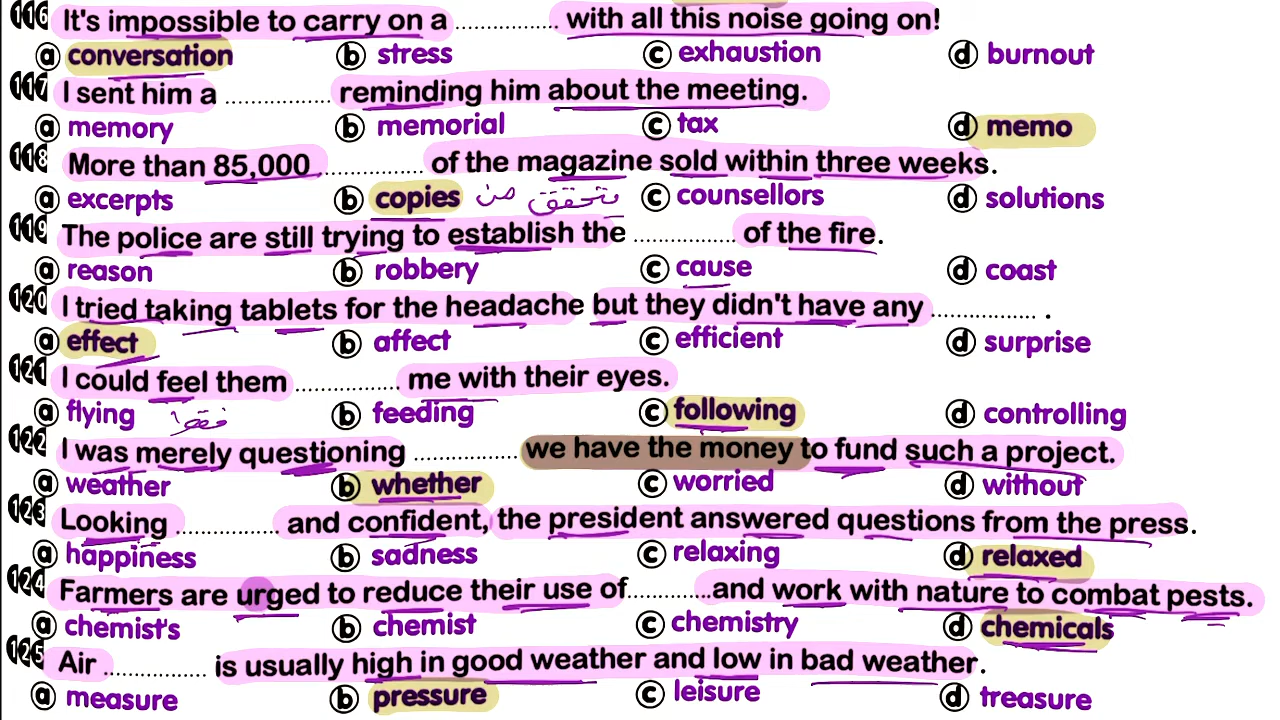 116 It's impossible to carry on a ................ with all this noise going on!
a conversation b stress c exhaustion d burnout
117 I sent him a ................ reminding him about the meeting.
a memory b memorial c tax d memo
118 More than 85,000 ................ of the magazine sold within three weeks.
a excerpts b copies c counsellors d solutions
119 The police are still trying to establish the ................ of the fire.
a reason b robbery c cause d coast
120 I tried taking tablets for the headache but they didn't have any ................ .
a effect b affect c efficient d surprise
121 I could feel them ................ me with their eyes.
a flying b feeding c following d controlling
122 I was merely questioning ................ we have the money to fund such a project.
a weather b whether c worried d without
123 Looking ................ and confident, the president answered questions from the press.
a happiness b sadness c relaxing d relaxed
124 Farmers are urged to reduce their use of................and work with nature to combat pests.
a chemist's b chemist c chemistry d chemicals
125 Air ................ is usually high in good weather and low in bad weather.
a measure b pressure c leisure d treasure